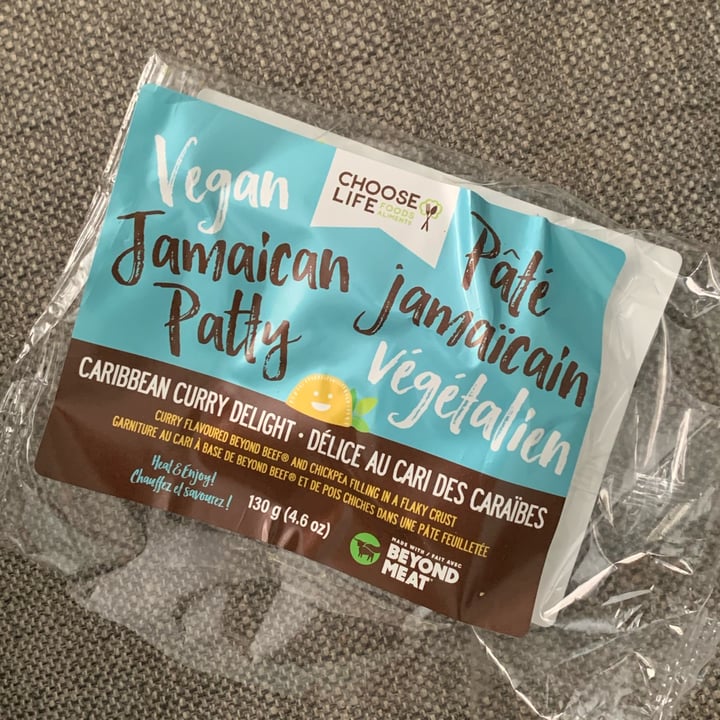 Vegan
Jamaican
Patty
CHOOSE
LIFE
FOODS
ALIMENTS
Pâté
jamaïcain
végétalien
CARIBBEAN CURRY DELIGHT • DÉLICE AU CARI DES CARAÏBES
CURRY FLAVOURED BEYOND BEEF® AND CHICKPEA FILLING IN A FLAKY CRUST
GARNITURE AU CARI À BASE DE BEYOND BEEF® ET DE POIS CHICHES DANS UNE PÂTE FEUILLETÉE
Heat & Enjoy!
Chauffez et savourez!
130 g (4.6 oz)
MADE WITH / FAIT AVEC
BEYOND
MEAT®